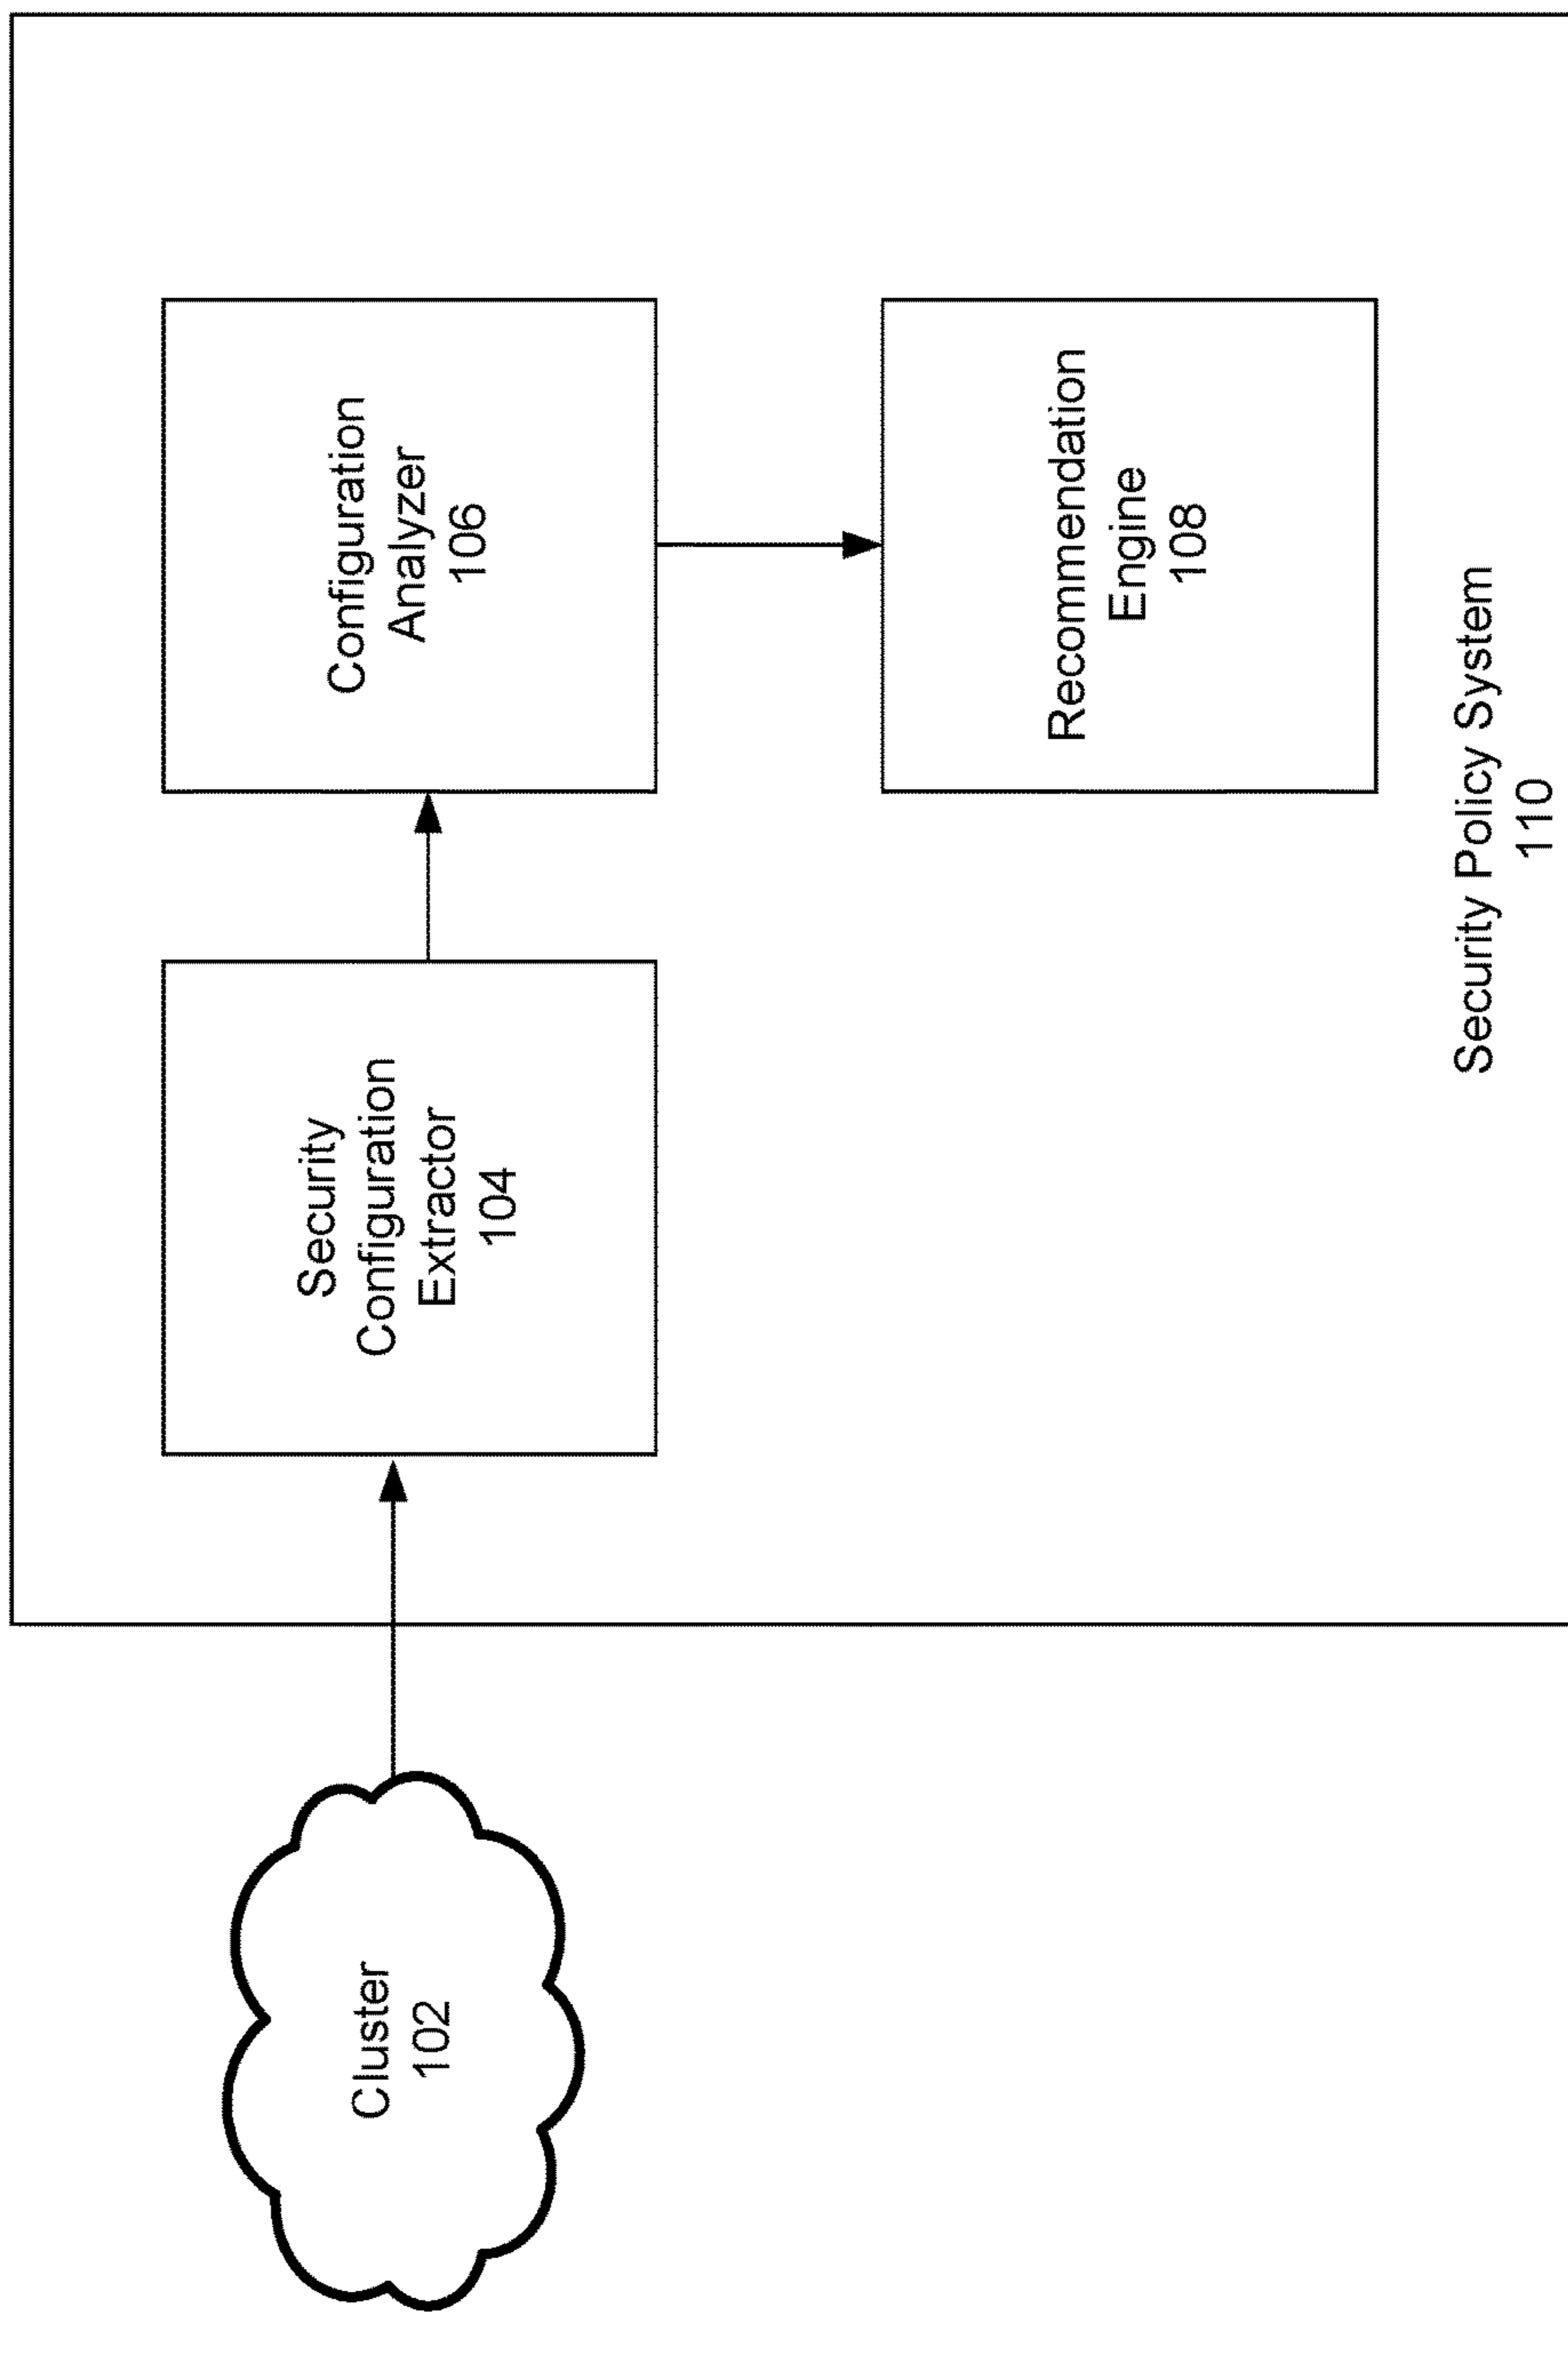 Cluster
102
Security
Configuration
Extractor
104
Configuration
Analyzer
106
Recommendation
Engine
108
Security Policy System
110